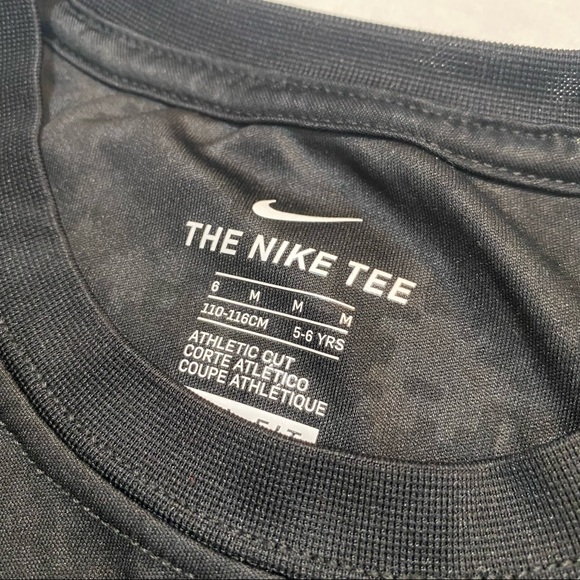 THE NIKE TEE
6 M M M
110-116CM 5-6 YRS
ATHLETIC CUT
CORTE ATLÉTICO
COUPE ATHLÉTIQUE